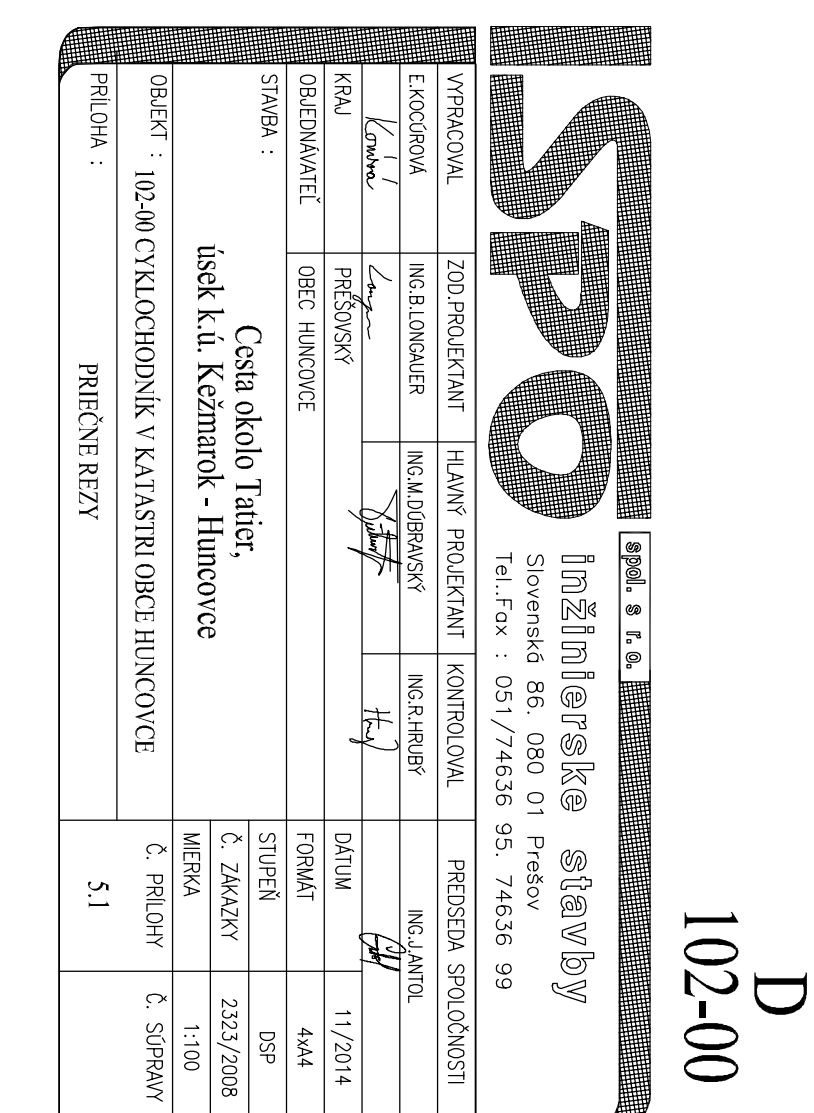 D
102-00
ISPO
spol. s r. o.
inžinierske stavby
Slovenská 86. 080 01 Prešov
Tel..Fax : 051/74636 95. 74636 99
VYPRACOVAL ZOD.PROJEKTANT HLAVNÝ PROJEKTANT KONTROLOVAL PREDSEDA SPOLOČNOSTI
E.KOCÚROVÁ ING.B.LONGAUER ING.M.DÚBRAVSKÝ ING.R.HRUBÝ ING.J.ANTOL
KRAJ PREŠOVSKÝ DÁTUM 11/2014
OBJEDNÁVATEĽ OBEC HUNCOVCE FORMÁT 4xA4
STAVBA :
Cesta okolo Tatier,
úsek k.ú. Kežmarok - Huncovce
STUPEŇ DSP
Č. ZÁKAZKY 2323/2008
MIERKA 1:100
OBJEKT : 102-00 CYKLOCHODNÍK V KATASTRI OBCE HUNCOVCE
Č. PRÍLOHY Č. SÚPRAVY
PRÍLOHA :
PRIEČNE REZY
5.1